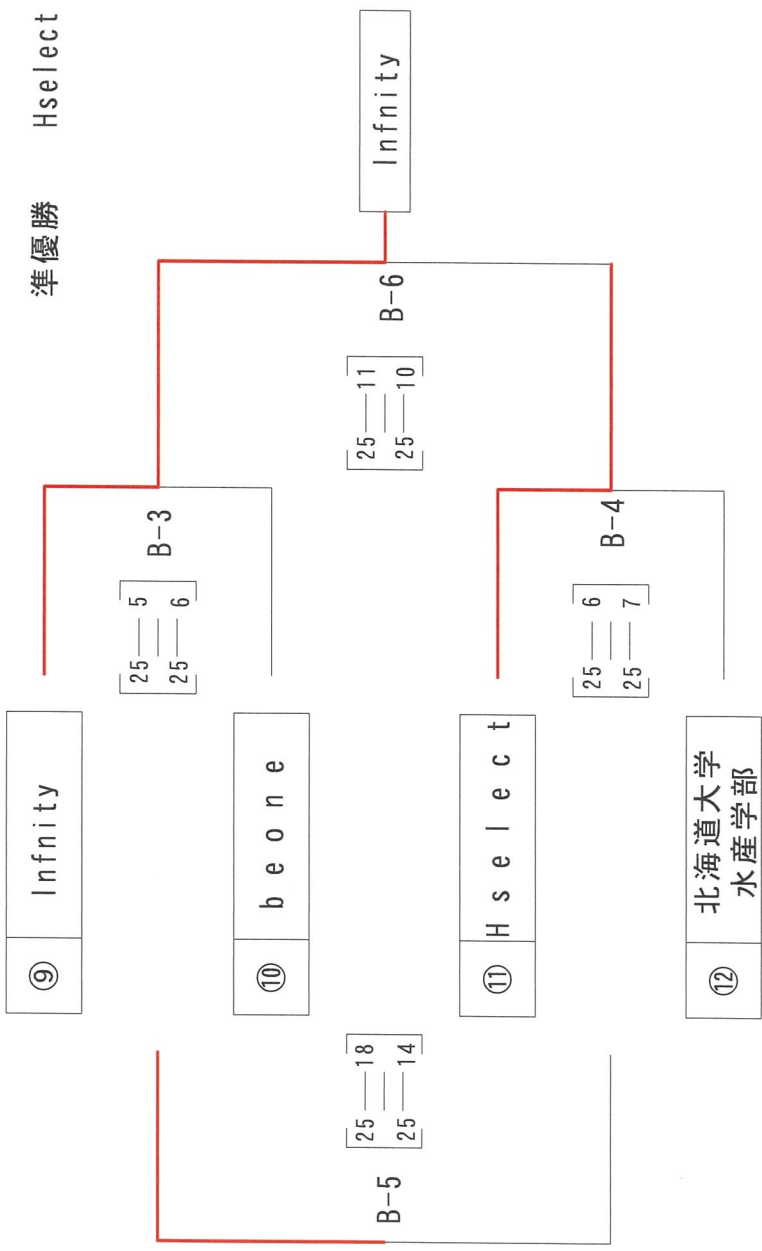 準優勝 Hselect
Infnity
B-6
25 — 11
—
25 — 10
B-3
B-4
25 — 5
—
25 — 6
25 — 6
—
25 — 7
⑨ Infnity
⑩ beone
⑪ Hselect
⑫ 北海道大学
水産学部
25 — 18
—
25 — 14
B-5